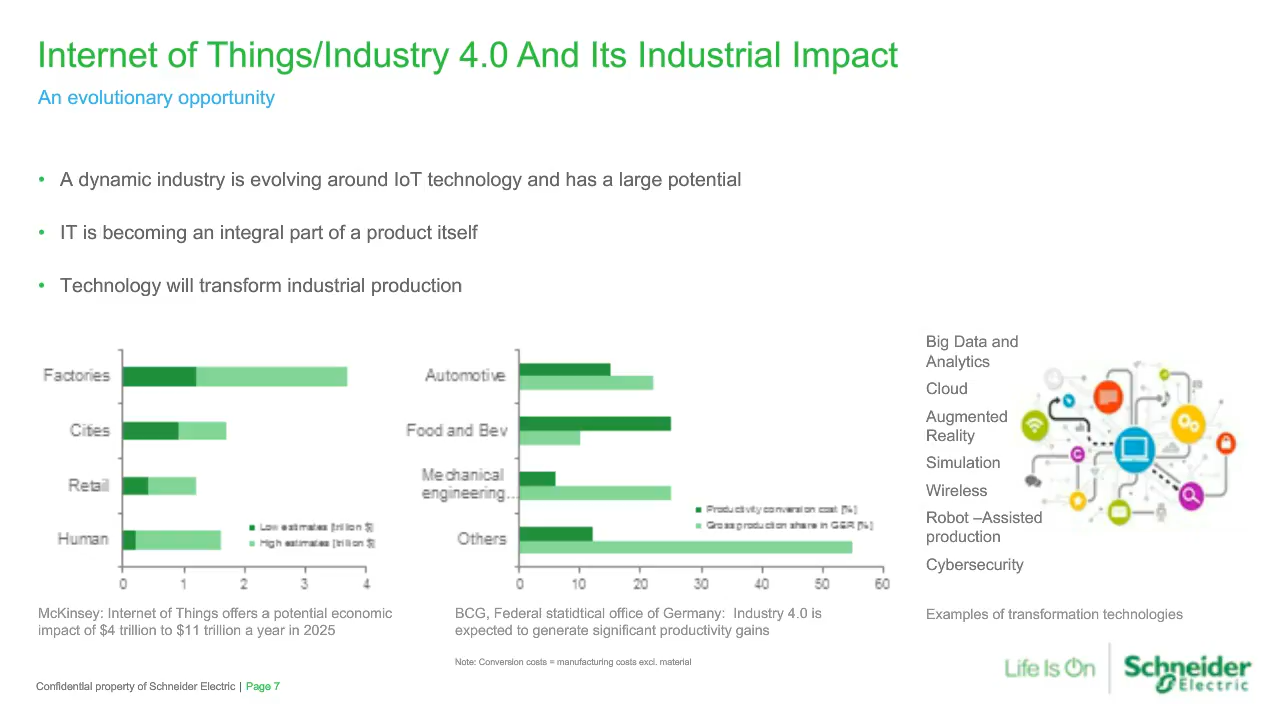 Internet of Things/Industry 4.0 And Its Industrial Impact
An evolutionary opportunity
• A dynamic industry is evolving around IoT technology and has a large potential
• IT is becoming an integral part of a product itself
• Technology will transform industrial production
Factories
Cities
Retail
Human
Low estimates [trillion $]
High estimates [trillion $]
0 1 2 3 4
McKinsey: Internet of Things offers a potential economic
impact of $4 trillion to $11 trillion a year in 2025
Automotive
Food and Bev
Mechanical
engineering...
Others
Productivity conversion cost [%]
Gross production share in GER [%]
0 10 20 30 40 50 60
BCG, Federal statidtical office of Germany: Industry 4.0 is
expected to generate significant productivity gains
Note: Conversion costs = manufacturing costs excl. material
Big Data and
Analytics
Cloud
Augmented
Reality
Simulation
Wireless
Robot –Assisted
production
Cybersecurity
Examples of transformation technologies
Life Is On
Schneider
Electric
Confidential property of Schneider Electric | Page 7